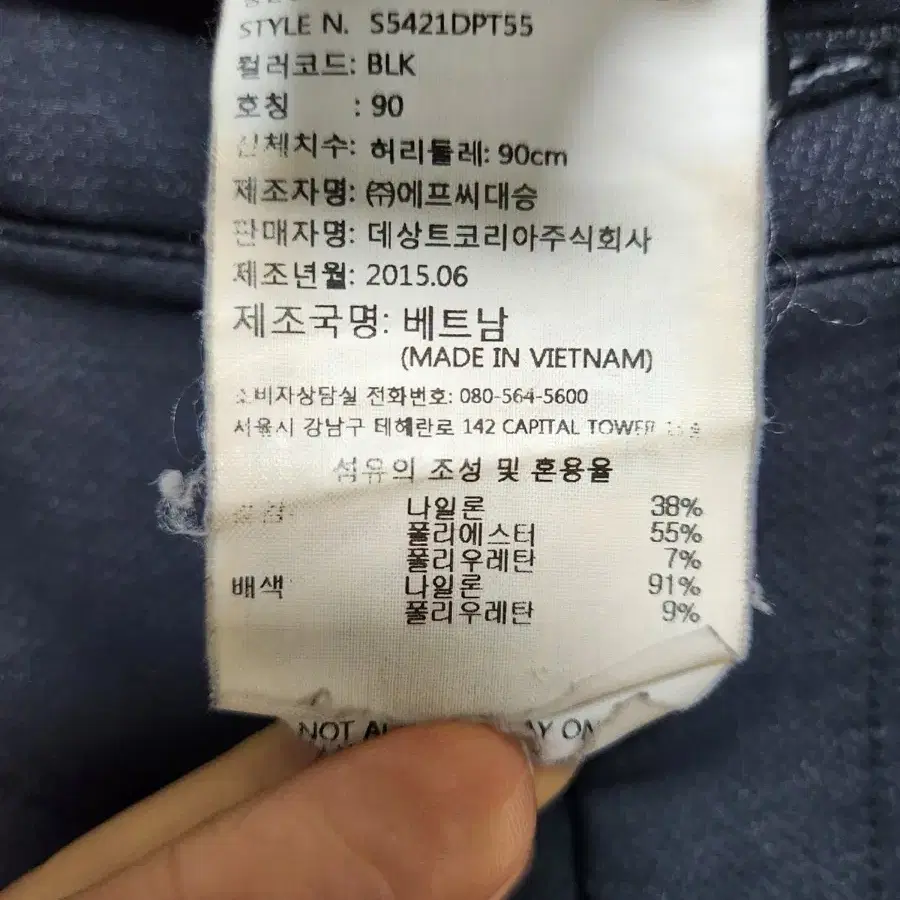 STYLE N. S5421DPT55
컬러코드: BLK
호칭 : 90
신체치수: 허리둘레: 90cm
제조자명: ㈜에프씨대승
판매자명: 데상트코리아주식회사
제조년월: 2015.06
제조국명: 베트남
(MADE IN VIETNAM)
소비자상담실 전화번호: 080-564-5600
서울시 강남구 테헤란로 142 CAPITAL TOWER
섬유의 조성 및 혼용율
나일론 38%
폴리에스터 55%
폴리우레탄 7%
배색 나일론 91%
폴리우레탄 9%
NOT